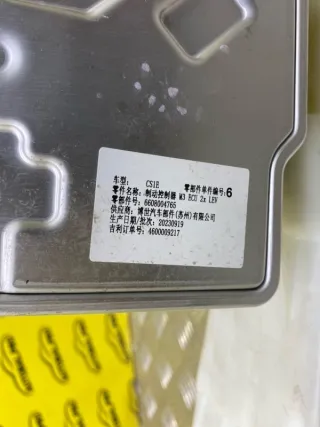 车型: CS1E 零部件单件编号:6
零件名称: 制动控制器 M3 ECU 2x LEV
零部件号: 6608004765
供应商: 博世汽车部件(苏州)有限公司
生产日期/批次: 20230919
吉利订单号: 4600009217